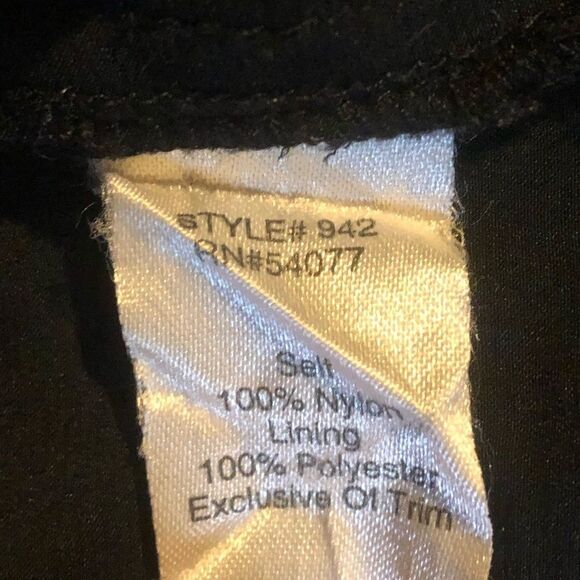 STYLE# 942
RN#54077
Self
100% Nylon
Lining
100% Polyester
Exclusive Of Trim